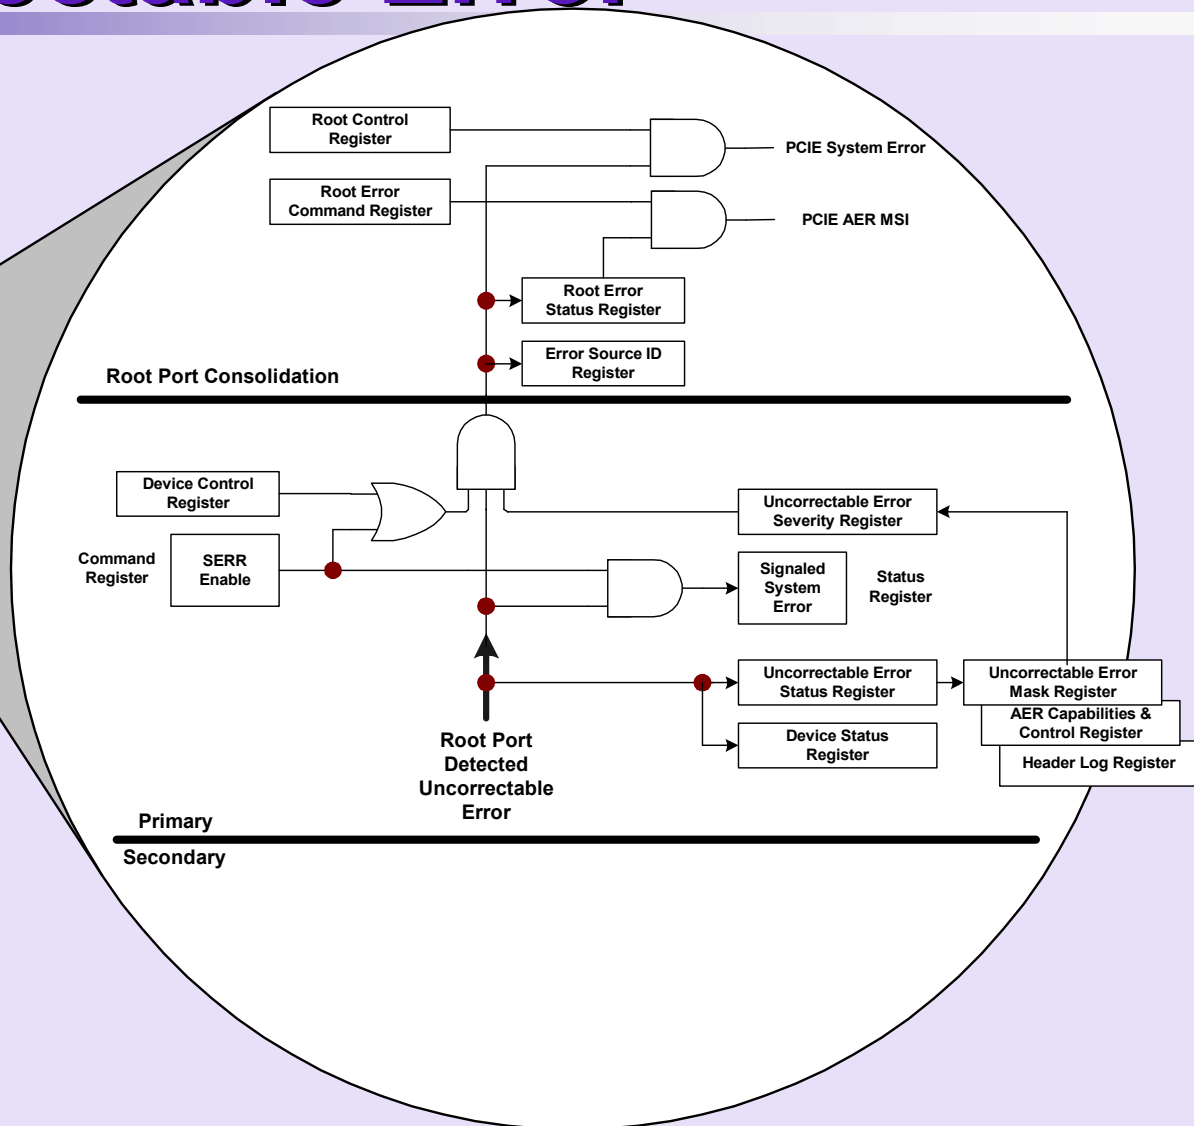 Error
Root Control
Register
PCIE System Error
Root Error
Command Register
PCIE AER MSI
Root Error
Status Register
Error Source ID
Register
Root Port Consolidation
Device Control
Register
Uncorrectable Error
Severity Register
Command
Register
SERR
Enable
Signaled
System
Error
Status
Register
Uncorrectable Error
Status Register
Uncorrectable Error
Mask Register
AER Capabilities &
Control Register
Device Status
Register
Header Log Register
Root Port
Detected
Uncorrectable
Error
Primary
Secondary